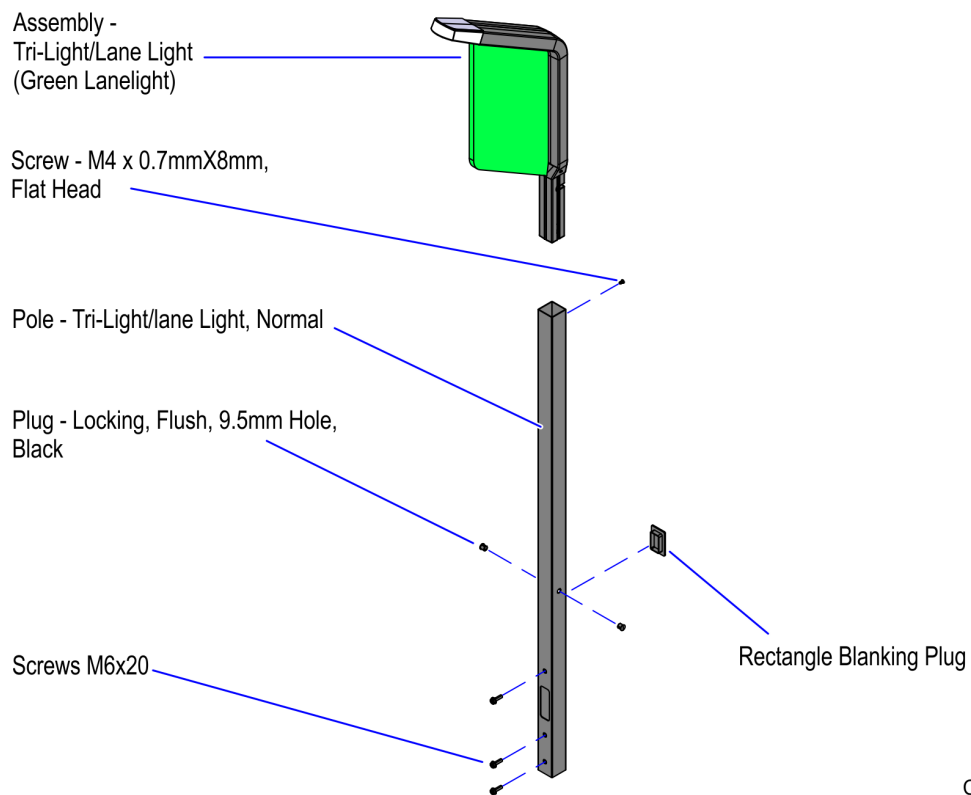 Assembly -
Tri-Light/Lane Light
(Green Lanelight)
Screw - M4 x 0.7mmX8mm,
Flat Head
Pole - Tri-Light/lane Light, Normal
Plug - Locking, Flush, 9.5mm Hole,
Black
Rectangle Blanking Plug
Screws M6x20